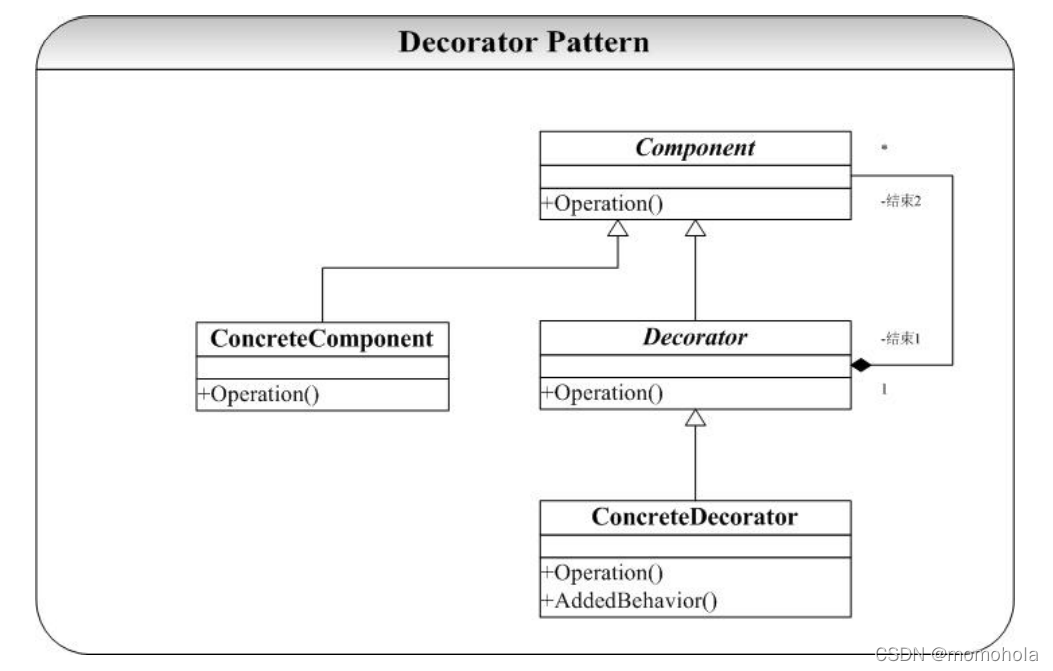 Decorator Pattern
Component
*
+Operation()
-结束2
ConcreteComponent
+Operation()
Decorator
-结束1
+Operation()
1
ConcreteDecorator
+Operation()
+AddedBehavior()
CSDN @momohola